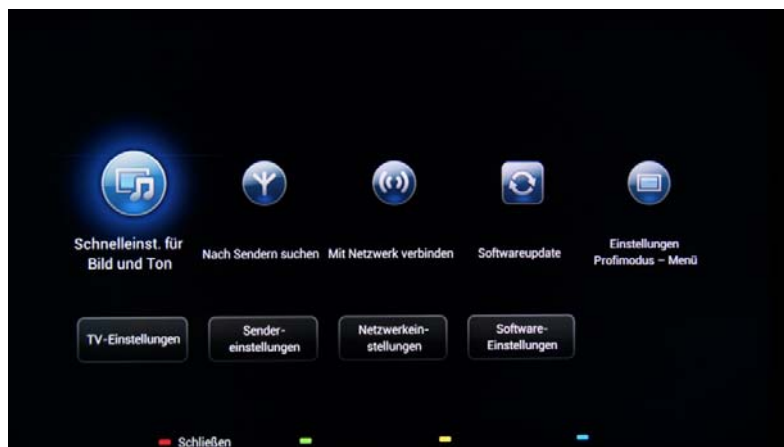 Schnelleinst. für
Bild und Ton
Nach Sendern suchen
Mit Netzwerk verbinden
Softwareupdate
Einstellungen
Profimodus – Menü
TV-Einstellungen
Sender-
einstellungen
Netzwerkein-
stellungen
Software-
Einstellungen
Schließen